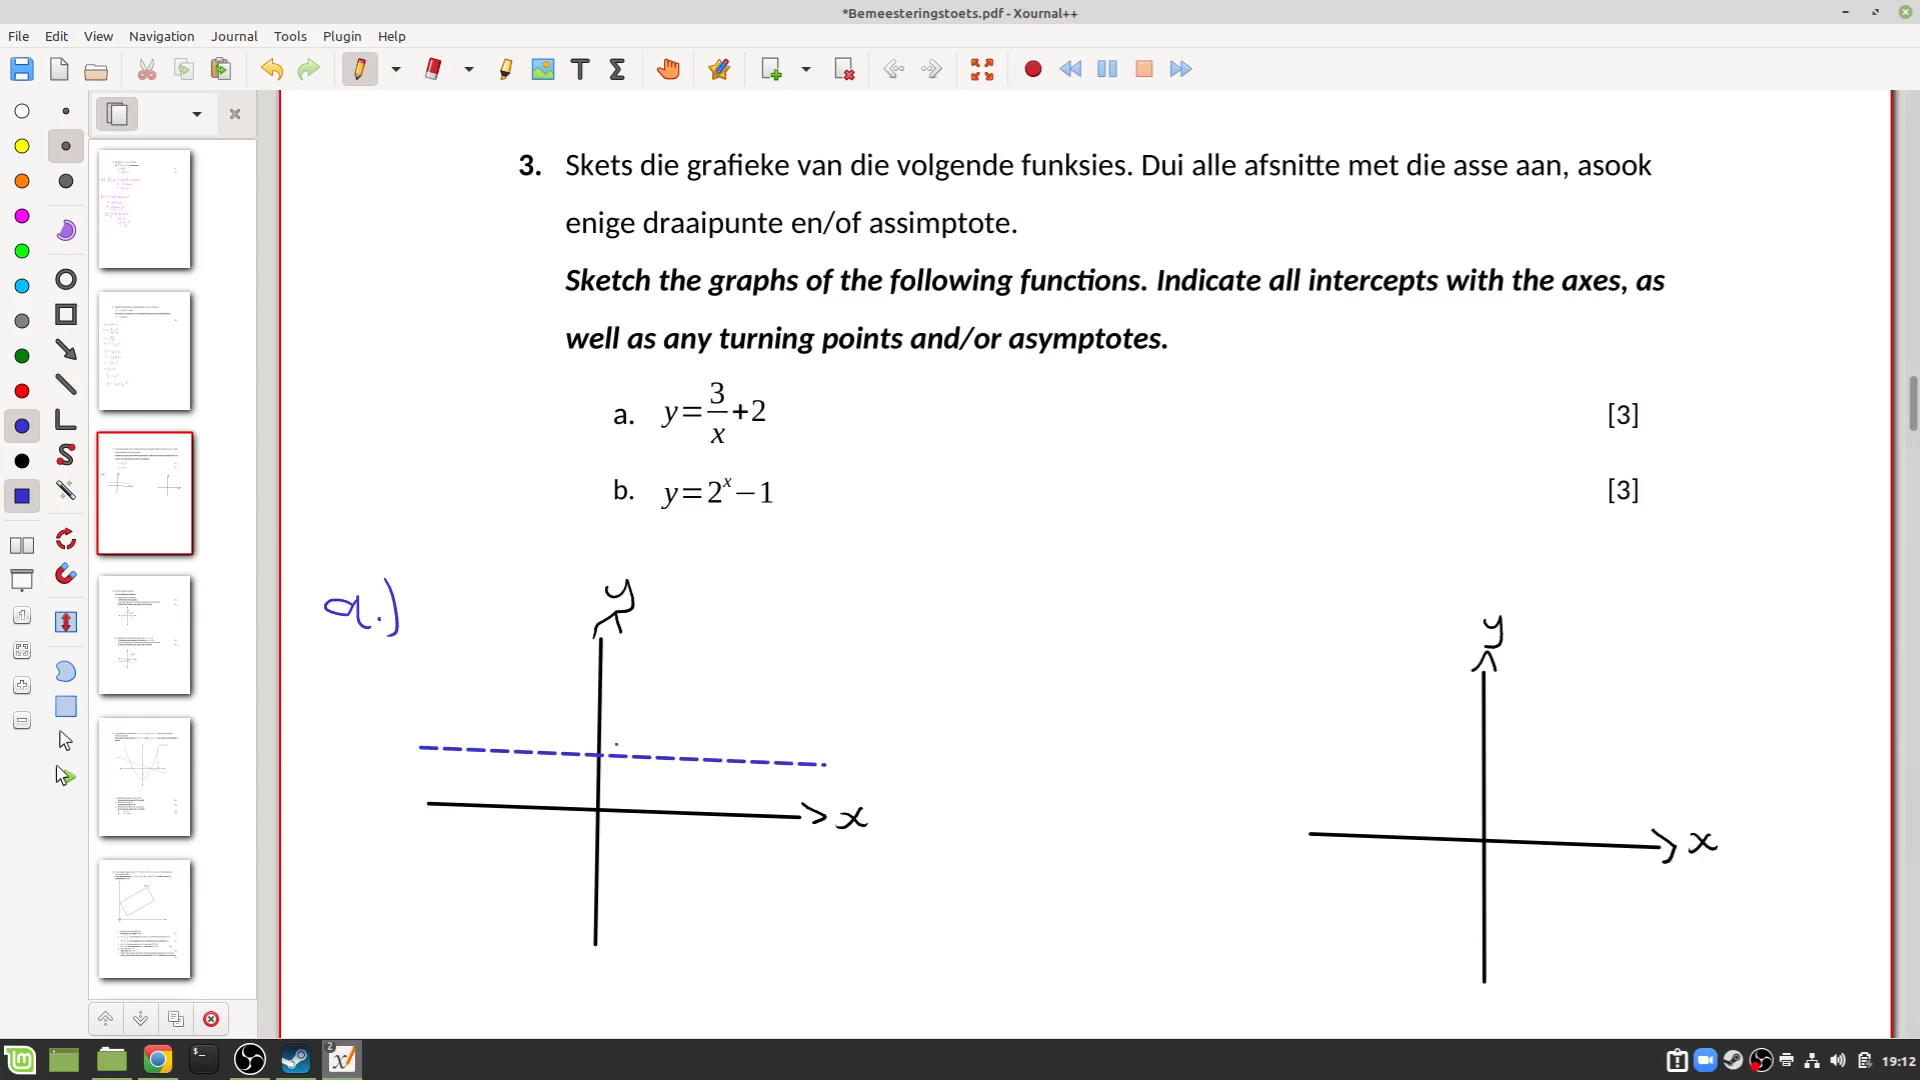 *Bemeesteringstoets.pdf - Xournal++
File Edit View Navigation Journal Tools Plugin Help
3. Skets die grafieke van die volgende funksies. Dui alle afsnitte met die asse aan, asook
enige draaipunte en/of assimptote.
Sketch the graphs of the following functions. Indicate all intercepts with the axes, as
well as any turning points and/or asymptotes.
a. y=3/x+2 [3]
b. y=2^x−1 [3]
a.)
y
x
y
x
19:12